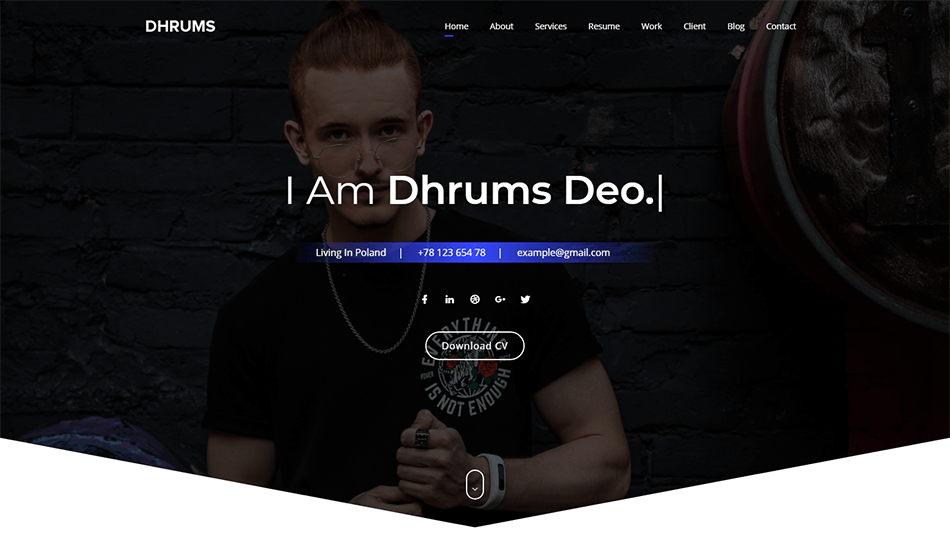 DHRUMS
Home About Services Resume Work Client Blog Contact
I Am Dhrums Deo.|
Living In Poland | +78 123 654 78 | example@gmail.com
f in G+
Download CV
EVERYTHING
IS NOT ENOUGH